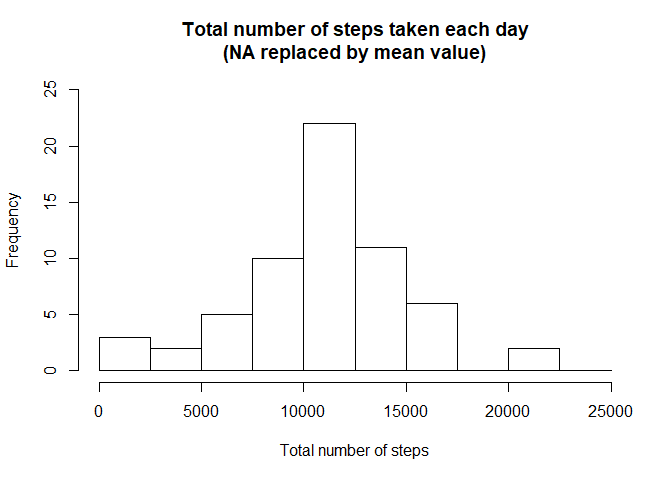 Total number of steps taken each day
(NA replaced by mean value)
25
20
15
10
5
0
Frequency
0 5000 10000 15000 20000 25000
Total number of steps